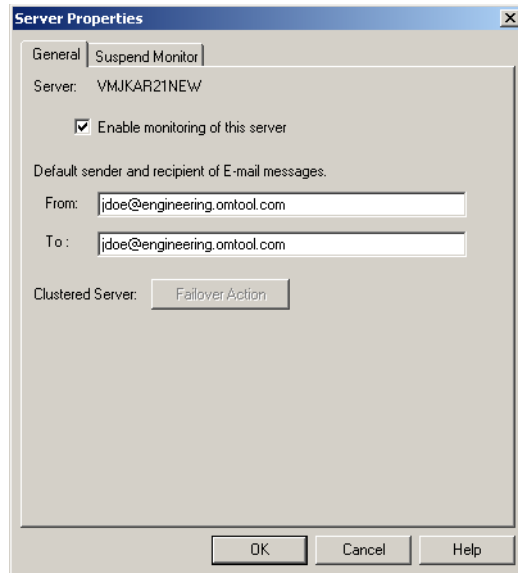 Server Properties
General Suspend Monitor
Server: VMJKAR21NEW
Enable monitoring of this server
Default sender and recipient of E-mail messages.
From: jdoe@engineering.omtool.com
To : jdoe@engineering.omtool.com
Clustered Server: Failover Action
OK Cancel Help